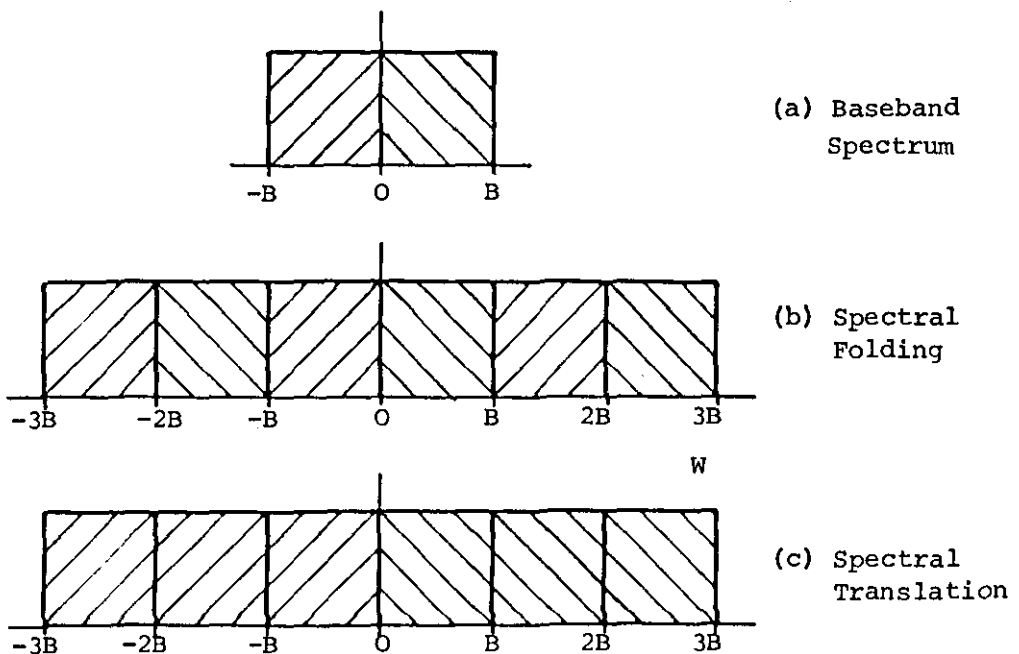 (a) Baseband
Spectrum
-B O B
(b) Spectral
Folding
-3B -2B -B O B 2B 3B
W
(c) Spectral
Translation
-3B -2B -B O B 2B 3B